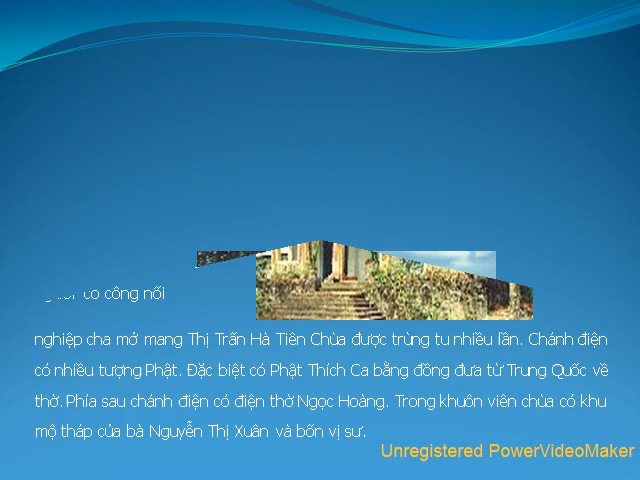 có công nối
nghiệp cha mở mang Thị Trấn Hà Tiên Chùa được trùng tu nhiều lần. Chánh điện
có nhiều tượng Phật. Đặc biệt có Phật Thích Ca bằng đồng đưa từ Trung Quốc về
thờ. Phía sau chánh điện có điện thờ Ngọc Hoàng. Trong khuôn viên chùa có khu
mộ tháp của bà Nguyễn Thị Xuân và bốn vị sư.
Unregistered PowerVideoMaker